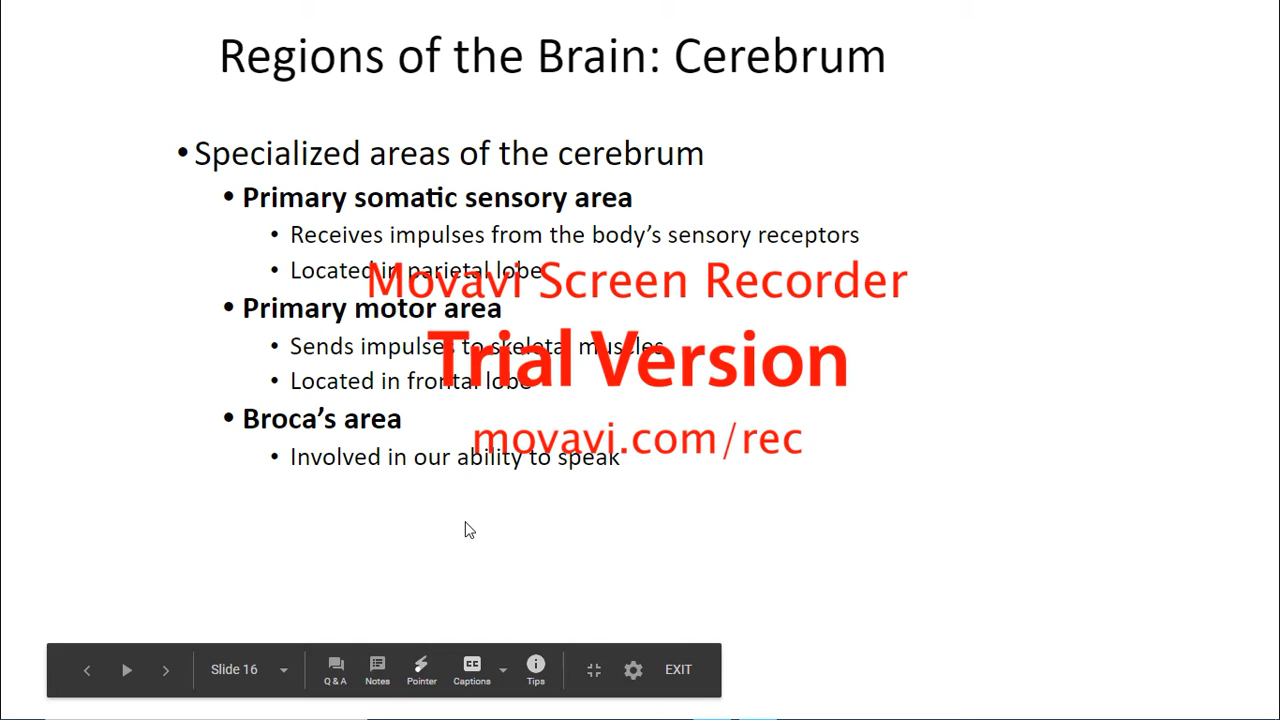 Regions of the Brain: Cerebrum
•Specialized areas of the cerebrum
• Primary somatic sensory area
• Receives impulses from the body’s sensory receptors
• Located in parietal lobe
Movavi Screen Recorder
• Primary motor area
• Sends impulses to skeletal muscles
Trial Version
• Located in frontal lobe
• Broca’s area
movavi.com/rec
• Involved in our ability to speak
Slide 16
Q & A
Notes
Pointer
Captions
Tips
EXIT